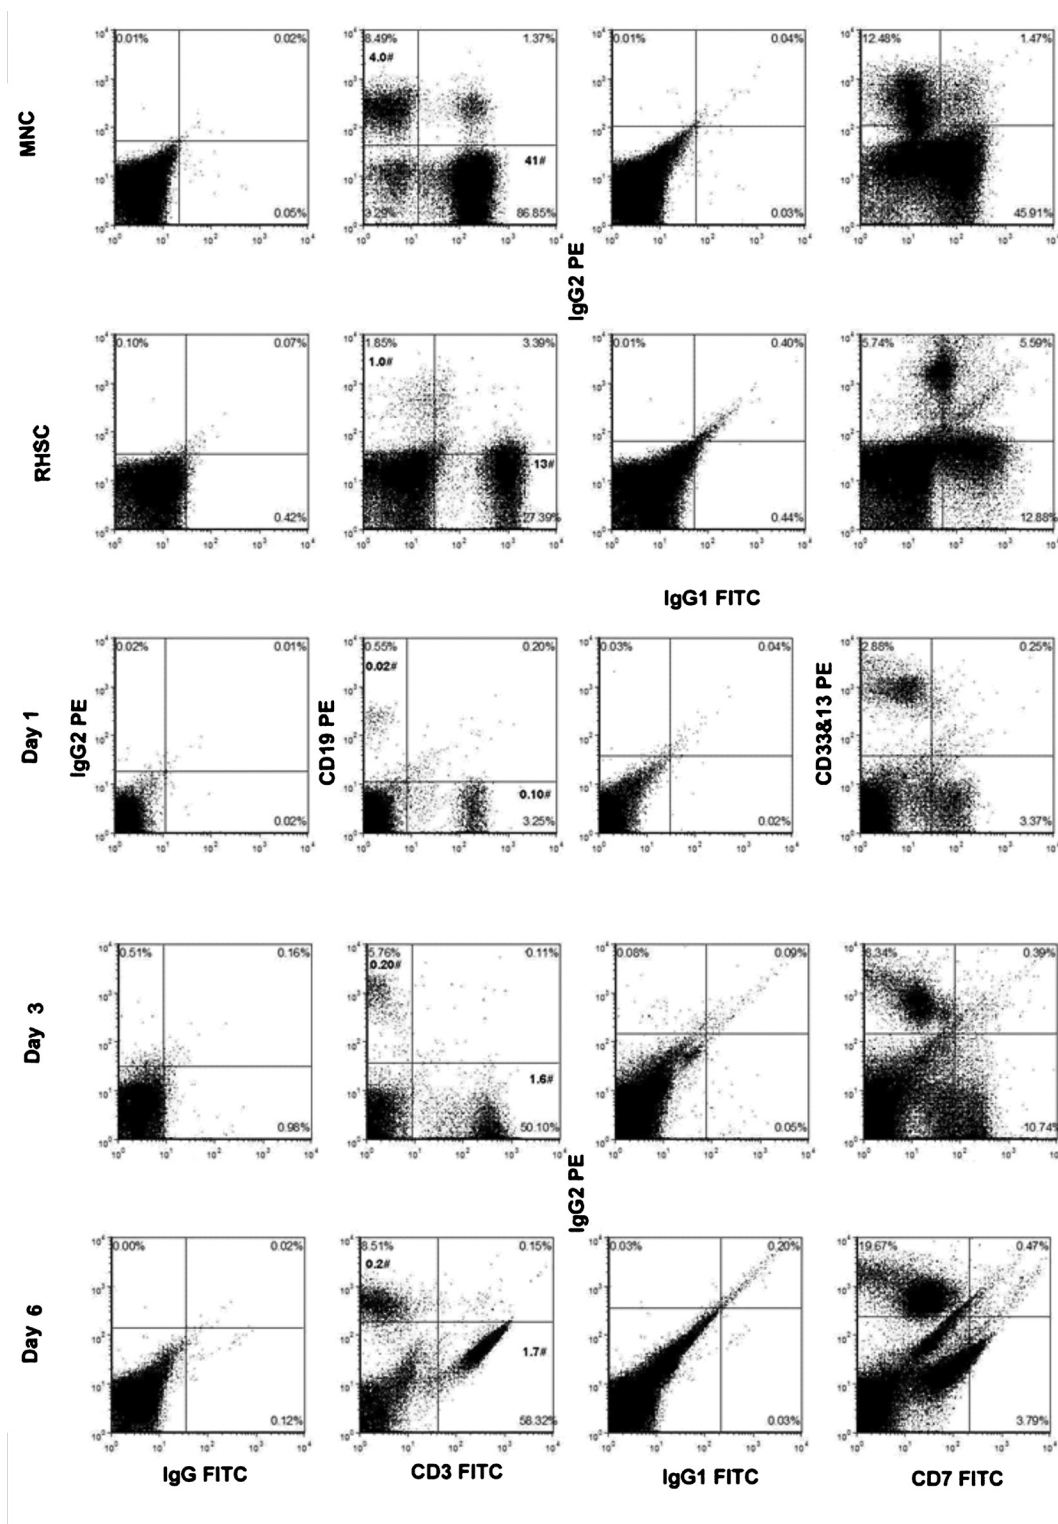 MNC
0.01% 0.02% 8.49% 1.37% 0.01% 0.04% 12.48% 1.47%
4.0#
41#
0.05% 3.29% 86.85% 0.03% 45.91%
IgG2 PE
RHSC
0.10% 0.07% 1.85% 3.39% 0.01% 0.40% 5.74% 5.59%
1.0#
13#
0.42% 27.39% 0.44% 12.88%
IgG1 FITC
Day 1
IgG2 PE
CD19 PE
CD33&13 PE
0.02% 0.01% 0.55% 0.20% 0.03% 0.04% 2.88% 0.25%
0.02#
0.10#
0.02% 3.25% 0.02% 3.37%
Day 3
0.51% 0.16% 5.76% 0.11% 0.08% 0.09% 8.34% 0.39%
0.20#
1.6#
0.98% 50.10% 0.05% 10.74%
IgG2 PE
Day 6
0.00% 0.02% 8.51% 0.15% 0.03% 0.20% 19.67% 0.47%
0.2#
1.7#
0.12% 58.32% 0.03% 3.79%
IgG FITC CD3 FITC IgG1 FITC CD7 FITC